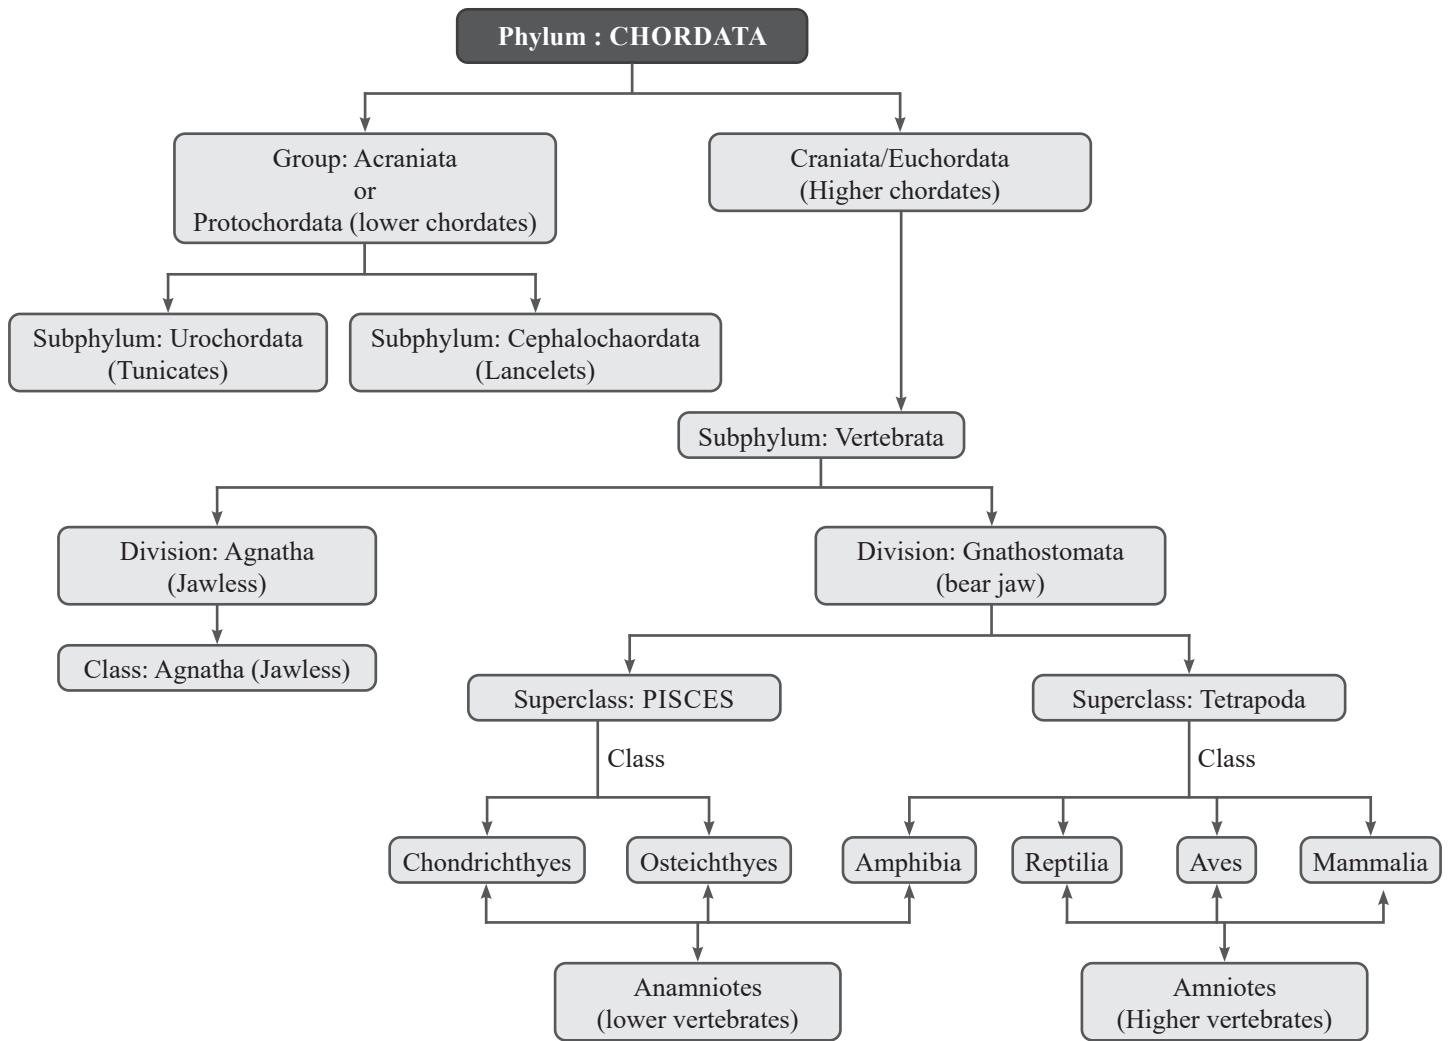 Phylum : CHORDATA
Group: Acraniata
or
Protochordata (lower chordates)
Craniata/Euchordata
(Higher chordates)
Subphylum: Urochordata
(Tunicates)
Subphylum: Cephalochaordata
(Lancelets)
Subphylum: Vertebrata
Division: Agnatha
(Jawless)
Division: Gnathostomata
(bear jaw)
Class: Agnatha (Jawless)
Superclass: PISCES
Superclass: Tetrapoda
Class
Class
Chondrichthyes
Osteichthyes
Amphibia
Reptilia
Aves
Mammalia
Anamniotes
(lower vertebrates)
Amniotes
(Higher vertebrates)